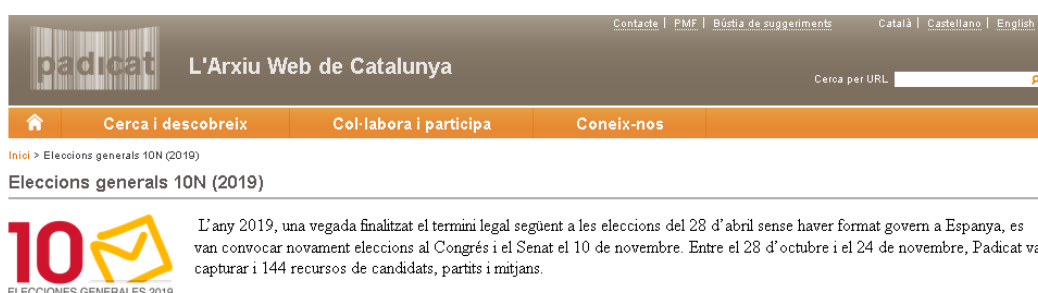 Contacte | PMF | Bústia de suggeriments Català | Castellano | English
padicat L'Arxiu Web de Catalunya
Cerca per URL
Cerca i descobreix Col·labora i participa Coneix-nos
Inici > Eleccions generals 10N (2019)
Eleccions generals 10N (2019)
L'any 2019, una vegada finalitzat el termini legal següent a les eleccions del 28 d'abril sense haver format govern a Espanya, es
van convocar novament eleccions al Congrés i el Senat el 10 de novembre. Entre el 28 d'octubre i el 24 de novembre, Padicat va
capturar i 144 recursos de candidats, partits i mitjans.
10
ELECCIONES GENERALES 2019